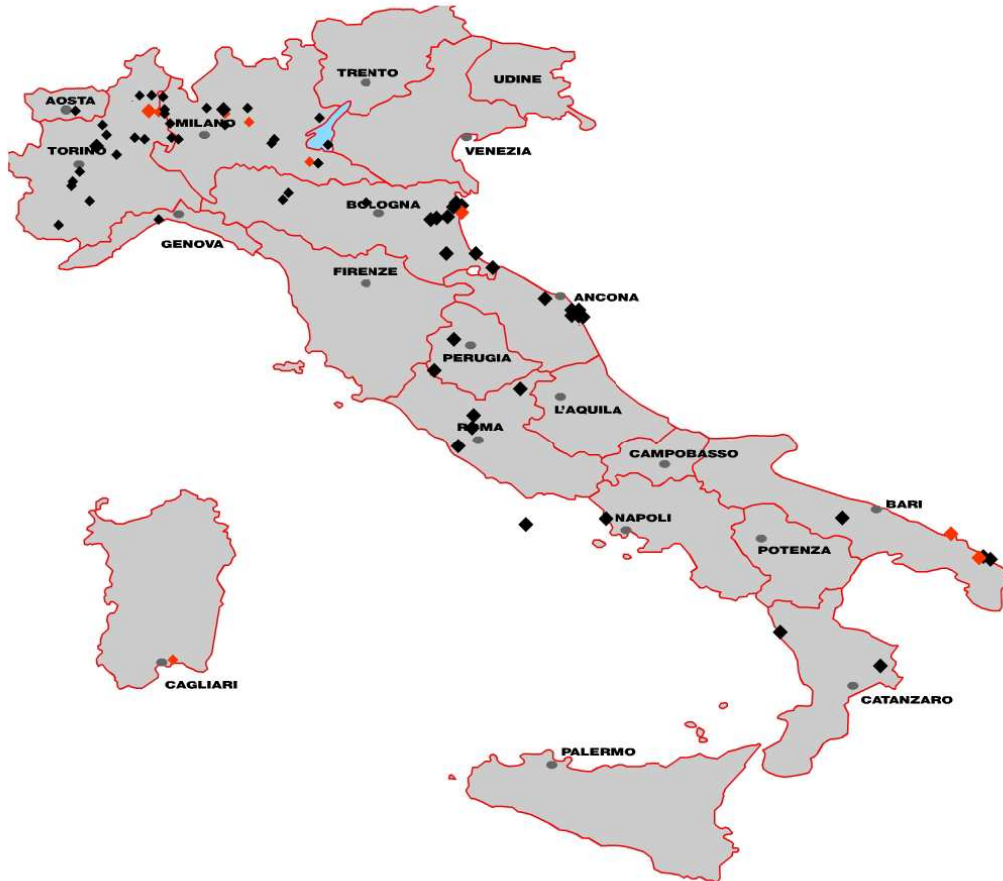 TRENTO
UDINE
AOSTA
MILANO
VENEZIA
TORINO
BOLOGNA
GENOVA
FIRENZE
ANCONA
PERUGIA
L'AQUILA
ROMA
CAMPOBASSO
BARI
NAPOLI
POTENZA
CAGLIARI
CATANZARO
PALERMO